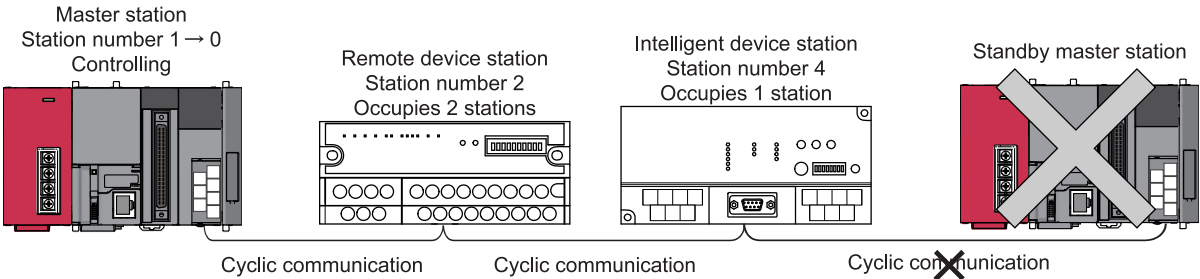 Master station
Station number 1→0
Controlling
Remote device station
Station number 2
Occupies 2 stations
Intelligent device station
Station number 4
Occupies 1 station
Standby master station
Cyclic communication
Cyclic communication
Cyclic communication